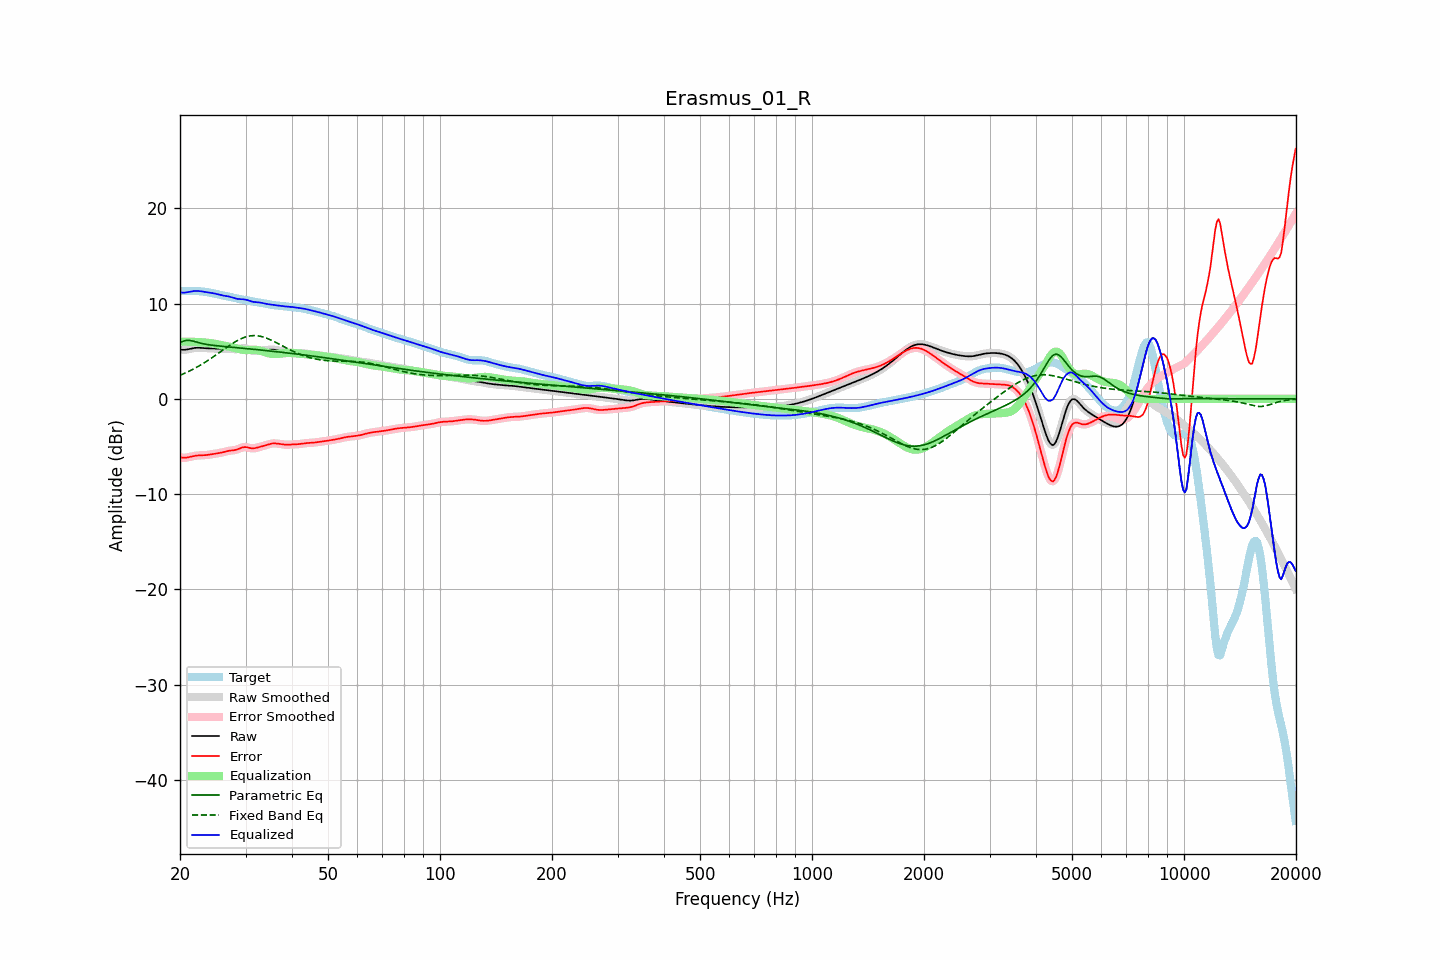 Erasmus_01_R
Amplitude (dBr)
20
10
0
−10
−20
−30
−40
Target
Raw Smoothed
Error Smoothed
Raw
Error
Equalization
Parametric Eq
Fixed Band Eq
Equalized
20 50 100 200 500 1000 2000 5000 10000 20000
Frequency (Hz)